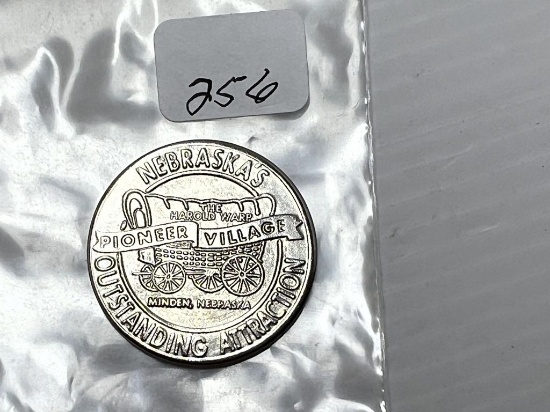 256
NEBRASKA'S
THE
HAROLD WARP
PIONEER VILLAGE
MINDEN, NEBRASKA
OUTSTANDING ATTRACTION